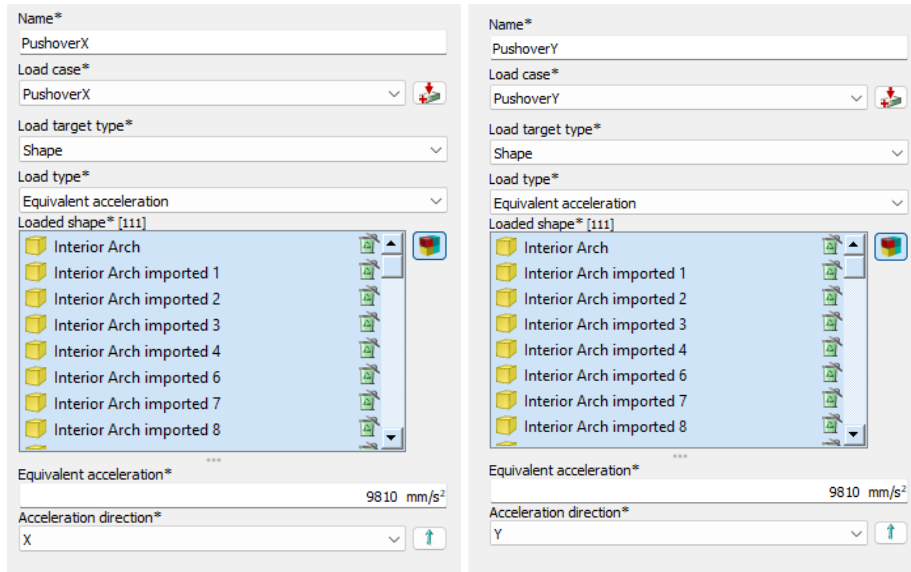 Name*
PushoverX
Load case*
PushoverX
Load target type*
Shape
Load type*
Equivalent acceleration
Loaded shape* [111]
Interior Arch
Interior Arch imported 1
Interior Arch imported 2
Interior Arch imported 3
Interior Arch imported 4
Interior Arch imported 6
Interior Arch imported 7
Interior Arch imported 8
Equivalent acceleration*
9810 mm/s²
Acceleration direction*
X
Name*
PushoverY
Load case*
PushoverY
Load target type*
Shape
Load type*
Equivalent acceleration
Loaded shape* [111]
Interior Arch
Interior Arch imported 1
Interior Arch imported 2
Interior Arch imported 3
Interior Arch imported 4
Interior Arch imported 6
Interior Arch imported 7
Interior Arch imported 8
Equivalent acceleration*
9810 mm/s²
Acceleration direction*
Y